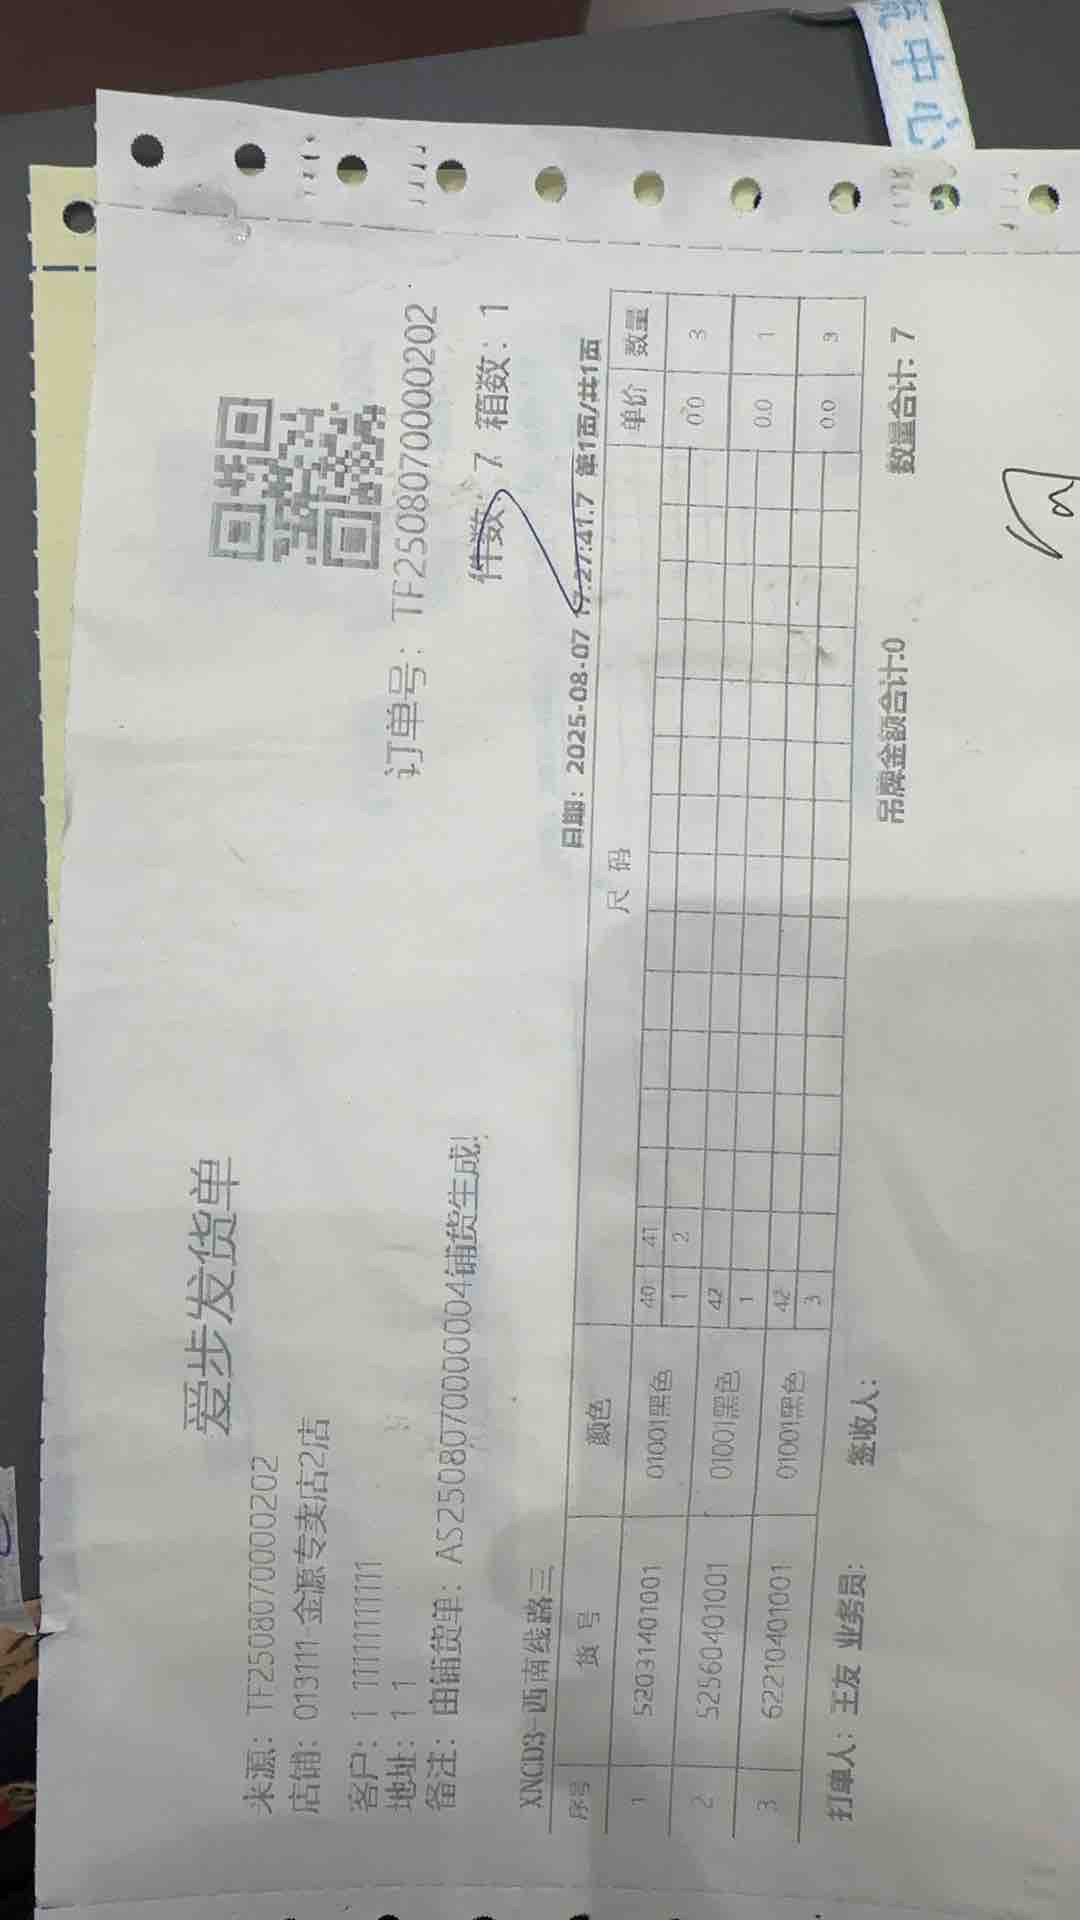 爱步发货单
来源：TF2508070000202
店铺：013111-金源专卖店2店
客户：1 11111111111
地址：1 1
订单号：TF2508070000202
备注：由铺货单：AS2508070000004铺货生成!
件数：7 箱数：1
XNCD3-西南线路三 日期：2025-08-07 17:27:41.7 第1页/共1页
序号 货号 颜色 尺码 单价 数量
40 41
1 52031401001 01001黑色 1 2 0.0 3
42
2 52560401001 01001黑色 1 0.0 1
42
3 62210401001 01001黑色 3 0.0 3
打单人：王友 业务员: 签收人: 吊牌金额合计:0 数量合计: 7
中心